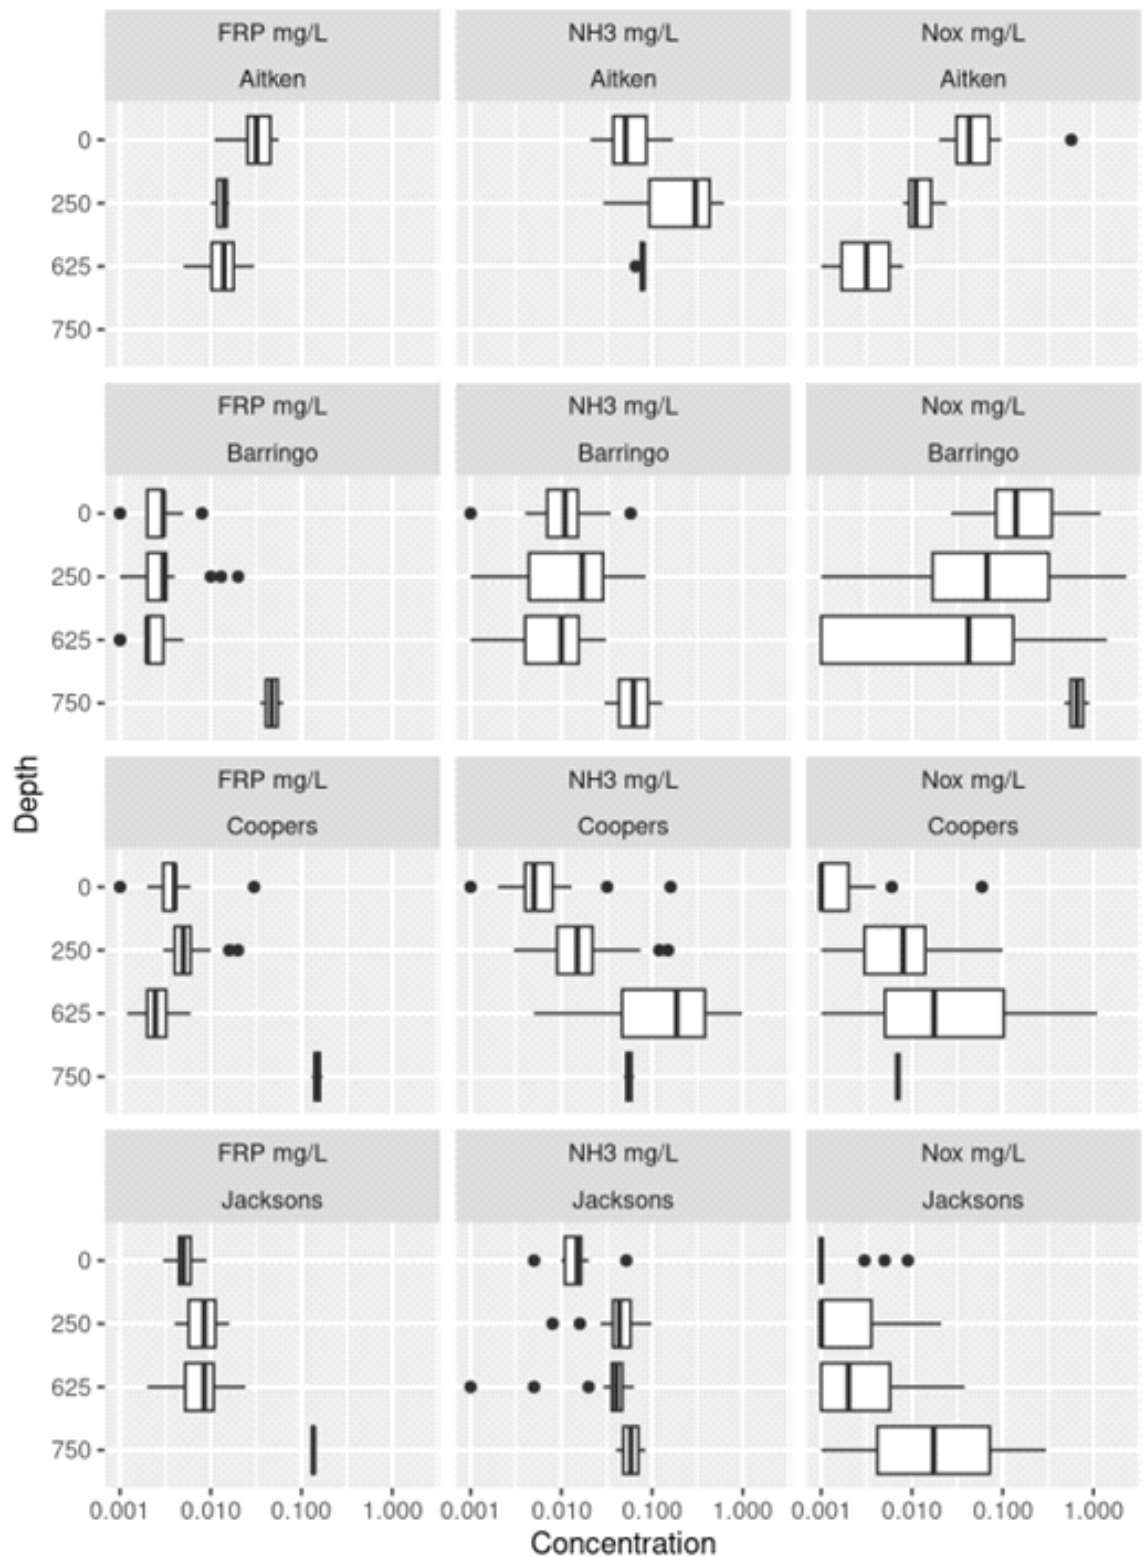 FRP mg/L NH3 mg/L Nox mg/L
Aitken Aitken Aitken
0
250
625
750
FRP mg/L NH3 mg/L Nox mg/L
Barringo Barringo Barringo
0
250
625
750
Depth
FRP mg/L NH3 mg/L Nox mg/L
Coopers Coopers Coopers
0
250
625
750
FRP mg/L NH3 mg/L Nox mg/L
Jacksons Jacksons Jacksons
0
250
625
750
0.001 0.010 0.100 1.000 0.001 0.010 0.100 1.000 0.001 0.010 0.100 1.000
Concentration